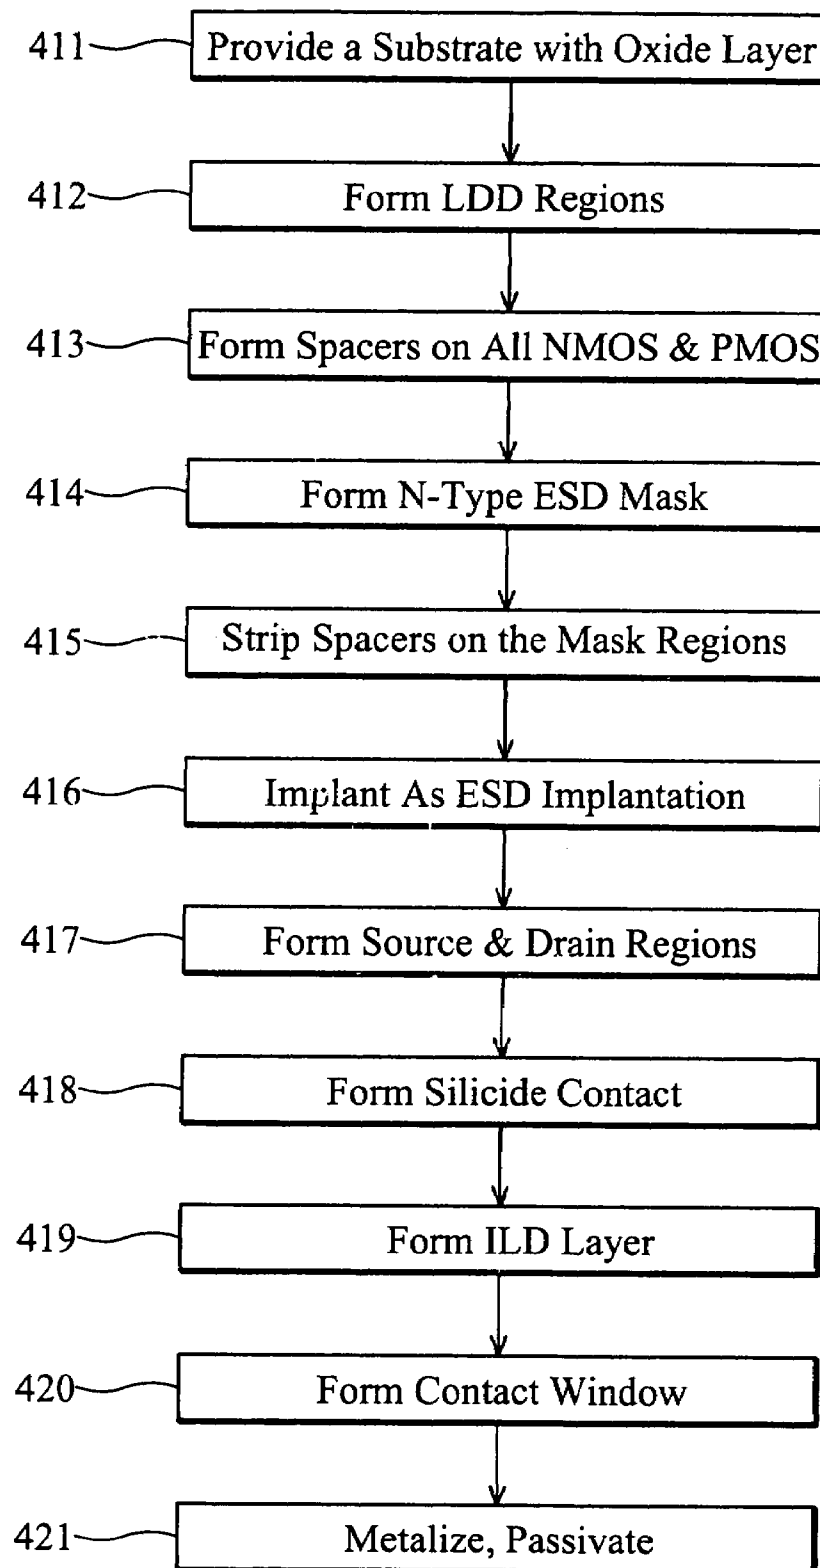 411 Provide a Substrate with Oxide Layer
412 Form LDD Regions
413 Form Spacers on All NMOS & PMOS
414 Form N-Type ESD Mask
415 Strip Spacers on the Mask Regions
416 Implant As ESD Implantation
417 Form Source & Drain Regions
418 Form Silicide Contact
419 Form ILD Layer
420 Form Contact Window
421 Metalize, Passivate